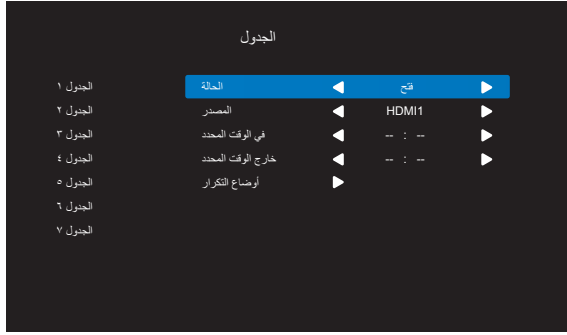 الجدول
الجدول ١
الحالة
فتح
الجدول ٢
المصدر
HDMI1
الجدول ٣
في الوقت المحدد
-- : --
الجدول ٤
خارج الوقت المحدد
-- : --
الجدول ٥
أوضاع التكرار
الجدول ٦
الجدول ٧